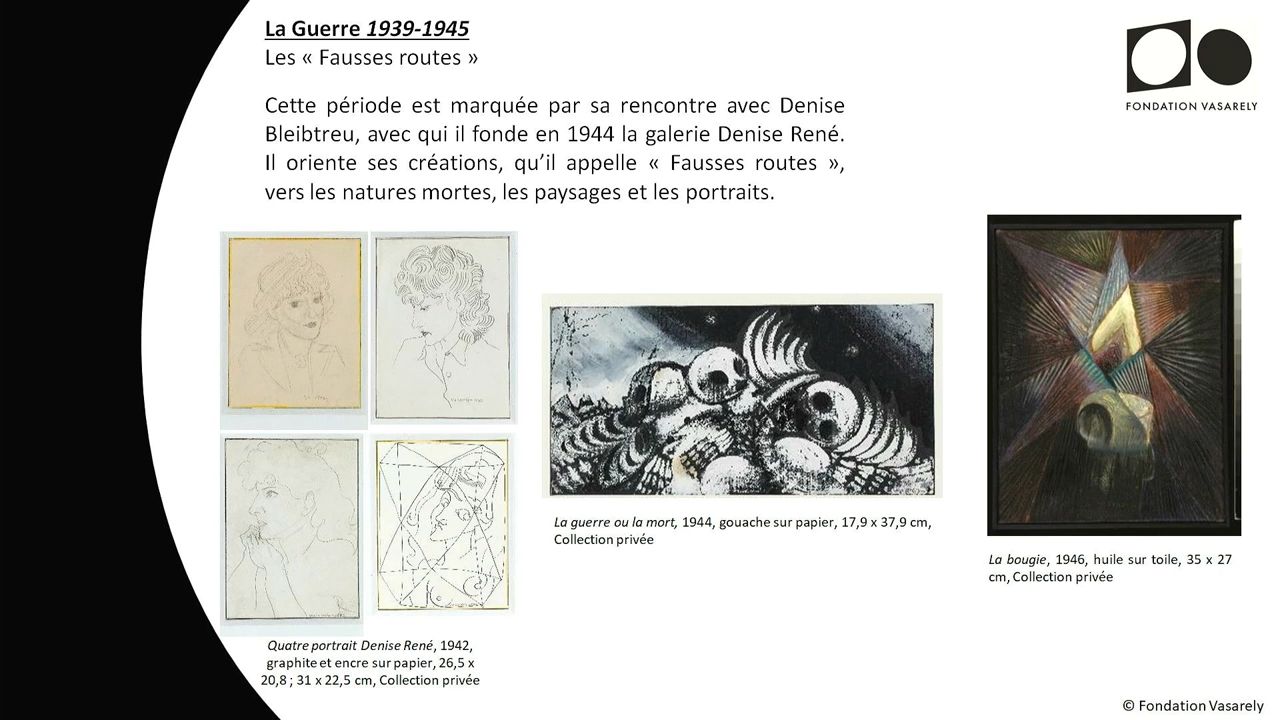 La Guerre 1939-1945
Les « Fausses routes »
Cette période est marquée par sa rencontre avec Denise
Bleibtreu, avec qui il fonde en 1944 la galerie Denise René.
Il oriente ses créations, qu'il appelle « Fausses routes »,
vers les natures mortes, les paysages et les portraits.
FONDATION VASARELY
La guerre ou la mort, 1944, gouache sur papier, 17,9 x 37,9 cm,
Collection privée
La bougie, 1946, huile sur toile, 35 x 27
cm, Collection privée
Quatre portrait Denise René, 1942,
graphite et encre sur papier, 26,5 x
20,8 ; 31 x 22,5 cm, Collection privée
© Fondation Vasarely